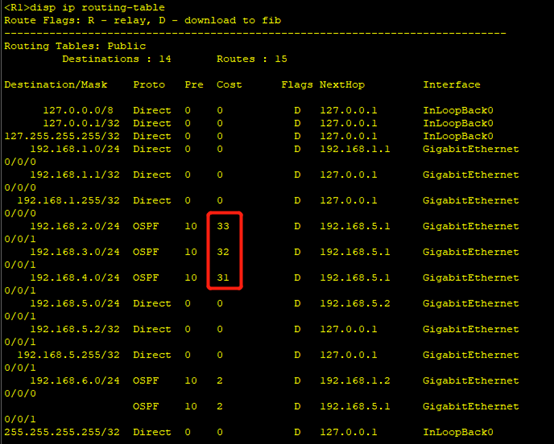 <R1>disp ip routing-table
Route Flags: R - relay, D - download to fib
------------------------------------------------------------------------------
Routing Tables: Public
         Destinations : 14       Routes : 15
Destination/Mask    Proto   Pre  Cost      Flags NextHop         Interface
127.0.0.0/8   Direct  0    0           D   127.0.0.1       InLoopBack0
127.0.0.1/32  Direct  0    0           D   127.0.0.1       InLoopBack0
127.255.255.255/32  Direct  0    0           D   127.0.0.1       InLoopBack0
192.168.1.0/24  Direct  0    0           D   192.168.1.1     GigabitEthernet
0/0/0
192.168.1.1/32  Direct  0    0           D   127.0.0.1       GigabitEthernet
0/0/0
192.168.1.255/32  Direct  0    0           D   127.0.0.1       GigabitEthernet
0/0/0
192.168.2.0/24  OSPF    10   33          D   192.168.5.1     GigabitEthernet
0/0/1
192.168.3.0/24  OSPF    10   32          D   192.168.5.1     GigabitEthernet
0/0/1
192.168.4.0/24  OSPF    10   31          D   192.168.5.1     GigabitEthernet
0/0/1
192.168.5.0/24  Direct  0    0           D   192.168.5.2     GigabitEthernet
0/0/1
192.168.5.2/32  Direct  0    0           D   127.0.0.1       GigabitEthernet
0/0/1
192.168.5.255/32  Direct  0    0           D   127.0.0.1       GigabitEthernet
0/0/1
192.168.6.0/24  OSPF    10   2           D   192.168.1.2     GigabitEthernet
0/0/0
OSPF    10   2           D   192.168.5.1     GigabitEthernet
0/0/1
255.255.255.255/32  Direct  0    0           D   127.0.0.1       InLoopBack0